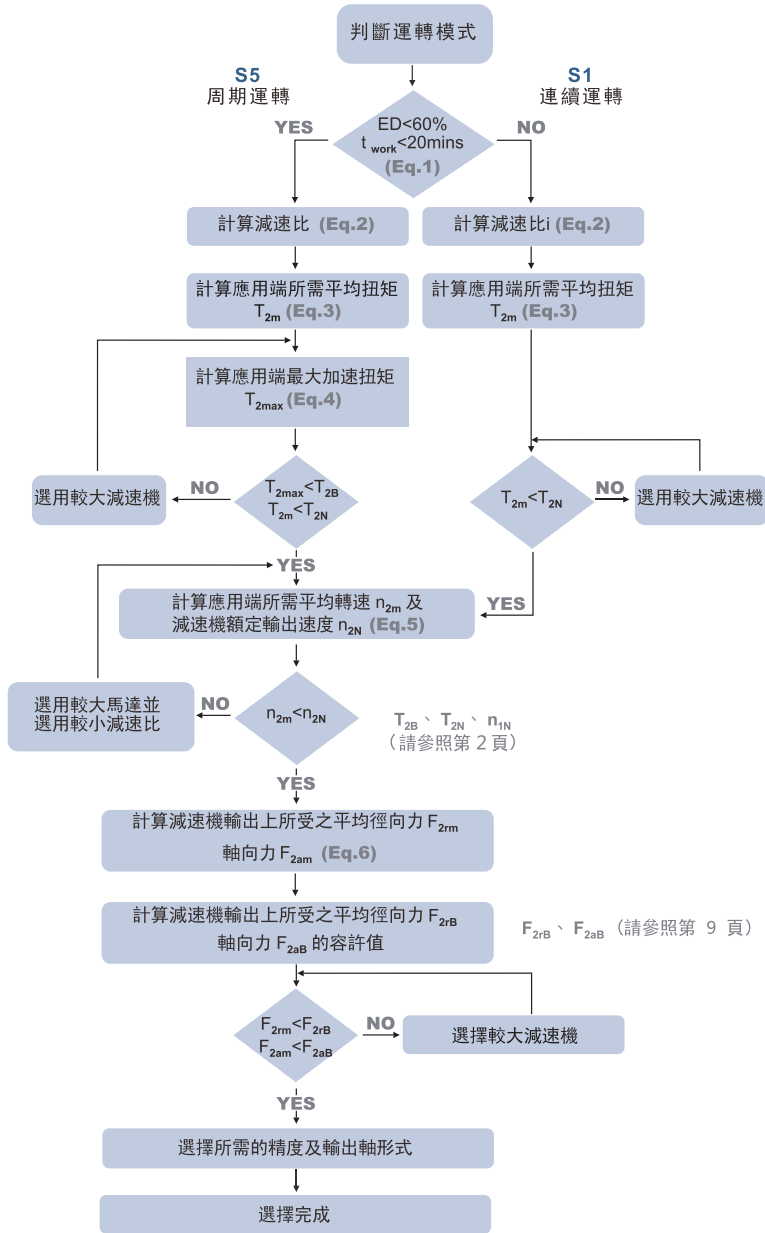 判斷運轉模式
S5
周期運轉
S1
連續運轉
YES
ED<60%
t work<20mins
(Eq.1)
NO
計算減速比 (Eq.2)
計算減速比i (Eq.2)
計算應用端所需平均扭矩
T2m (Eq.3)
計算應用端所需平均扭矩
T2m (Eq.3)
計算應用端最大加速扭矩
T2max (Eq.4)
選用較大減速機
NO
T2max<T2B
T2m<T2N
T2m<T2N
NO
選用較大減速機
YES
YES
計算應用端所需平均轉速 n2m 及
減速機額定輸出速度 n2N (Eq.5)
選用較大馬達並
選用較小減速比
NO
n2m<n2N
T2B、T2N、n1N
（請參照第 2 頁）
YES
計算減速機輸出上所受之平均徑向力 F2rm
軸向力 F2am (Eq.6)
計算減速機輸出上所受之平均徑向力 F2rB
軸向力 F2aB 的容許值
F2rB、F2aB（請參照第 9 頁）
F2rm<F2rB
F2am<F2aB
NO
選擇較大減速機
YES
選擇所需的精度及輸出軸形式
選擇完成